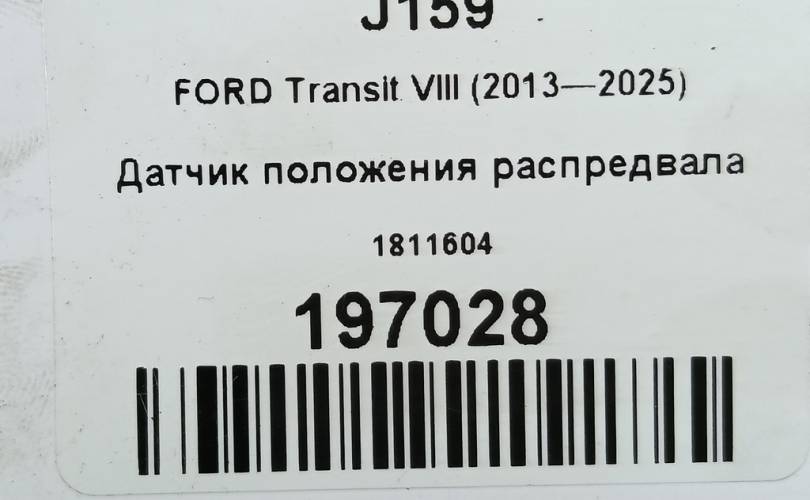 J159
FORD Transit VIII (2013—2025)
Датчик положения распредвала
1811604
197028